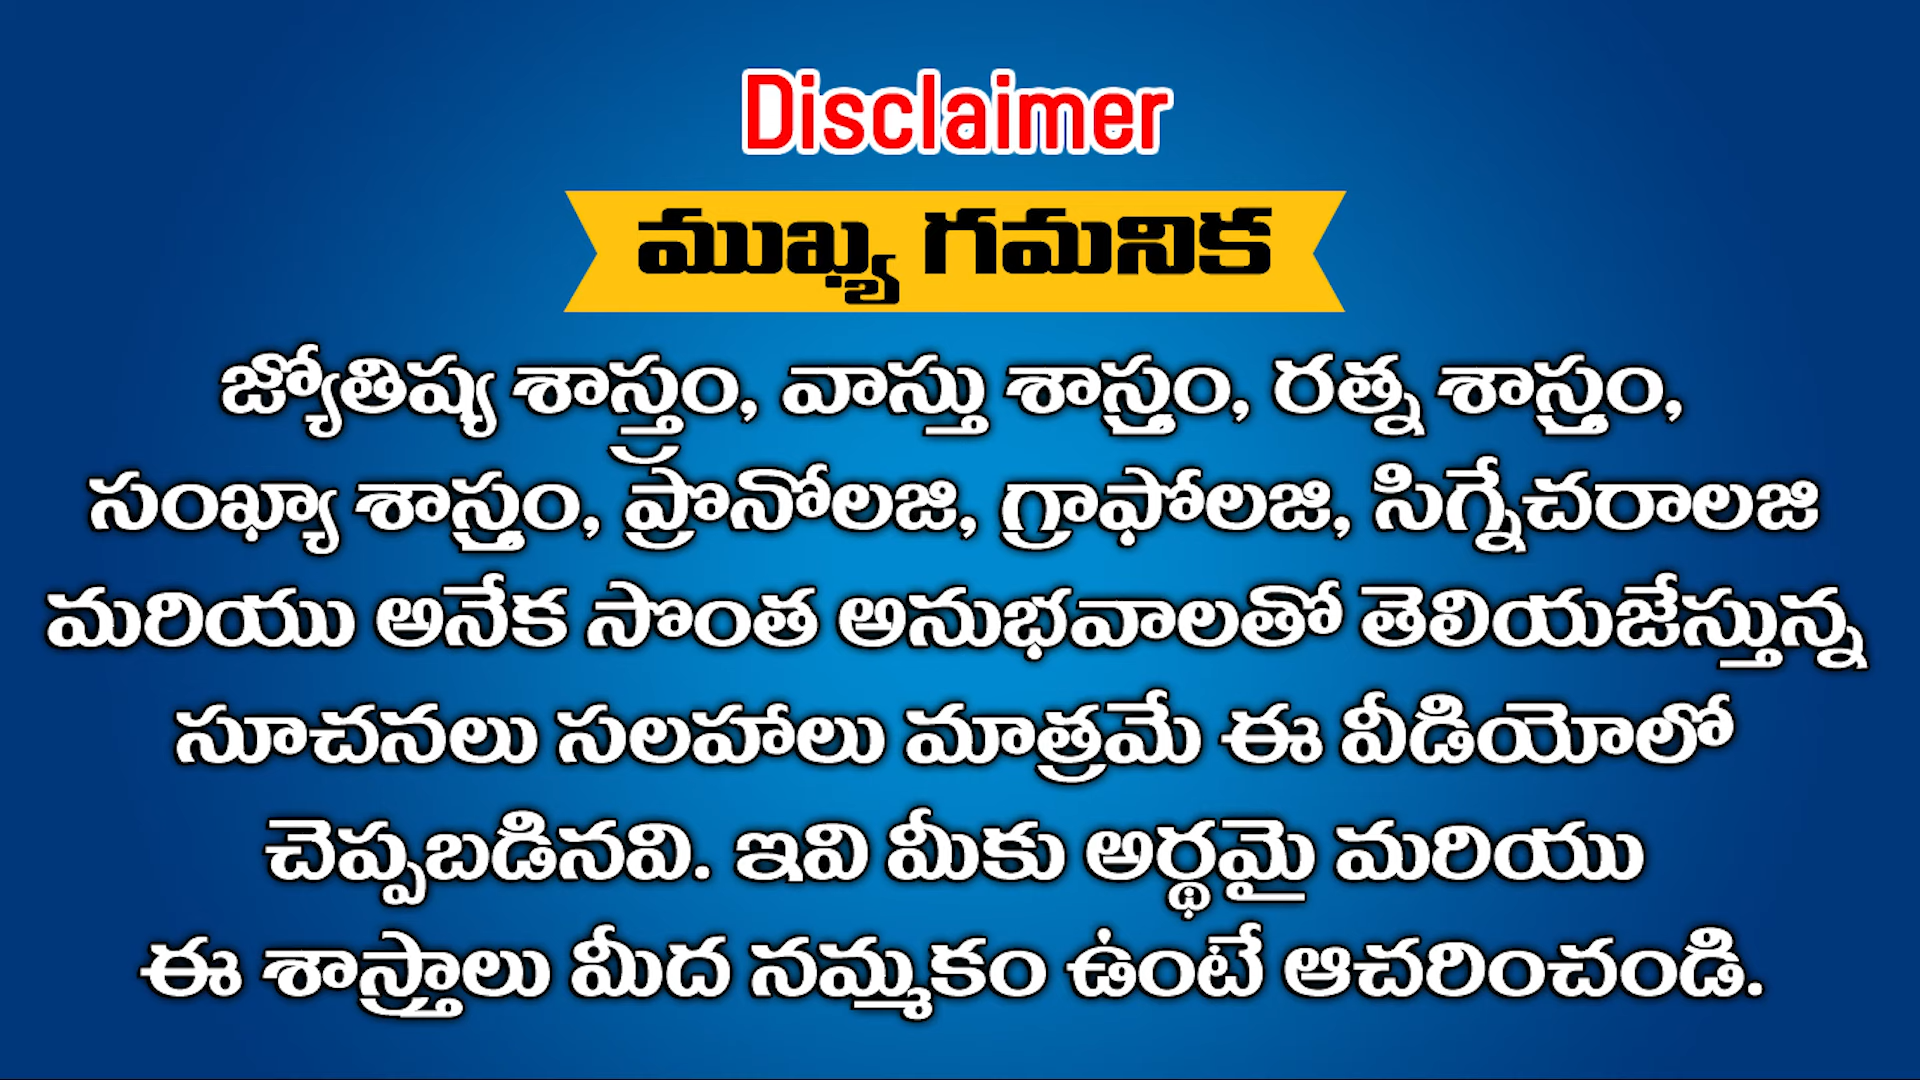 Disclaimer
ముఖ్య గమనిక
జ్యోతిష్య శాస్త్రం, వాస్తు శాస్త్రం, రత్న శాస్త్రం,
సంఖ్యా శాస్త్రం, ప్రొనోలజి, గ్రాఫోలజి, సిగ్నేచరాలజి
మరియు అనేక సొంత అనుభవాలతో తెలియజేస్తున్న
సూచనలు సలహాలు మాత్రమే ఈ వీడియోలో
చెప్పబడినవి. ఇవి మీకు అర్థమై మరియు
ఈ శాస్త్రాలు మీద నమ్మకం ఉంటే ఆచరించండి.